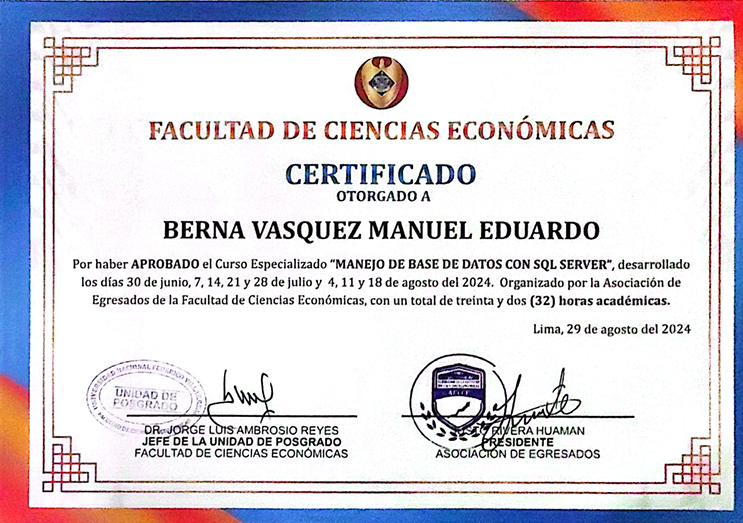 FACULTAD DE CIENCIAS ECONÓMICAS
CERTIFICADO
OTORGADO A
BERNA VASQUEZ MANUEL EDUARDO
Por haber APROBADO el Curso Especializado "MANEJO DE BASE DE DATOS CON SQL SERVER", desarrollado
los días 30 de junio, 7, 14, 21 y 28 de julio y 4, 11 y 18 de agosto del 2024. Organizado por la Asociación de
Egresados de la Facultad de Ciencias Económicas, con un total de treinta y dos (32) horas académicas.
Lima, 29 de agosto del 2024
UNIVERSIDAD NACIONAL FEDERICO
UNIDAD DE
POSGRADO
DR. JORGE LUIS AMBROSIO REYES
JEFE DE LA UNIDAD DE POSGRADO
FACULTAD DE CIENCIAS ECONÓMICAS
JUSTO RIVERA HUAMAN
PRESIDENTE
ASOCIACIÓN DE EGRESADOS